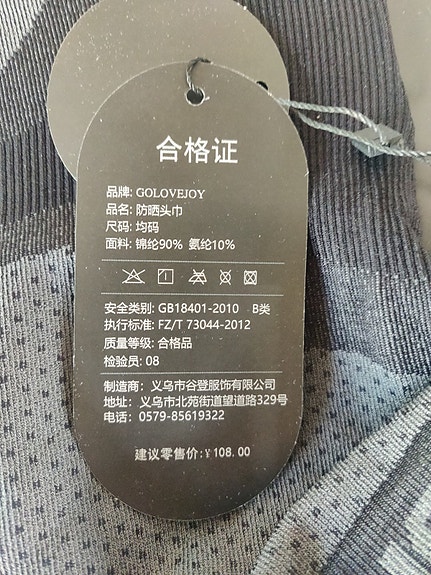 合格证
品牌: GOLOVEJOY
品名: 防晒头巾
尺码: 均码
面料: 锦纶90% 氨纶10%
安全类别: GB18401-2010 B类
执行标准: FZ/T 73044-2012
质量等级: 合格品
检验员: 08
制造商: 义乌市谷登服饰有限公司
地址: 义乌市北苑街道望道路329号
电话: 0579-85619322
建议零售价:¥108.00